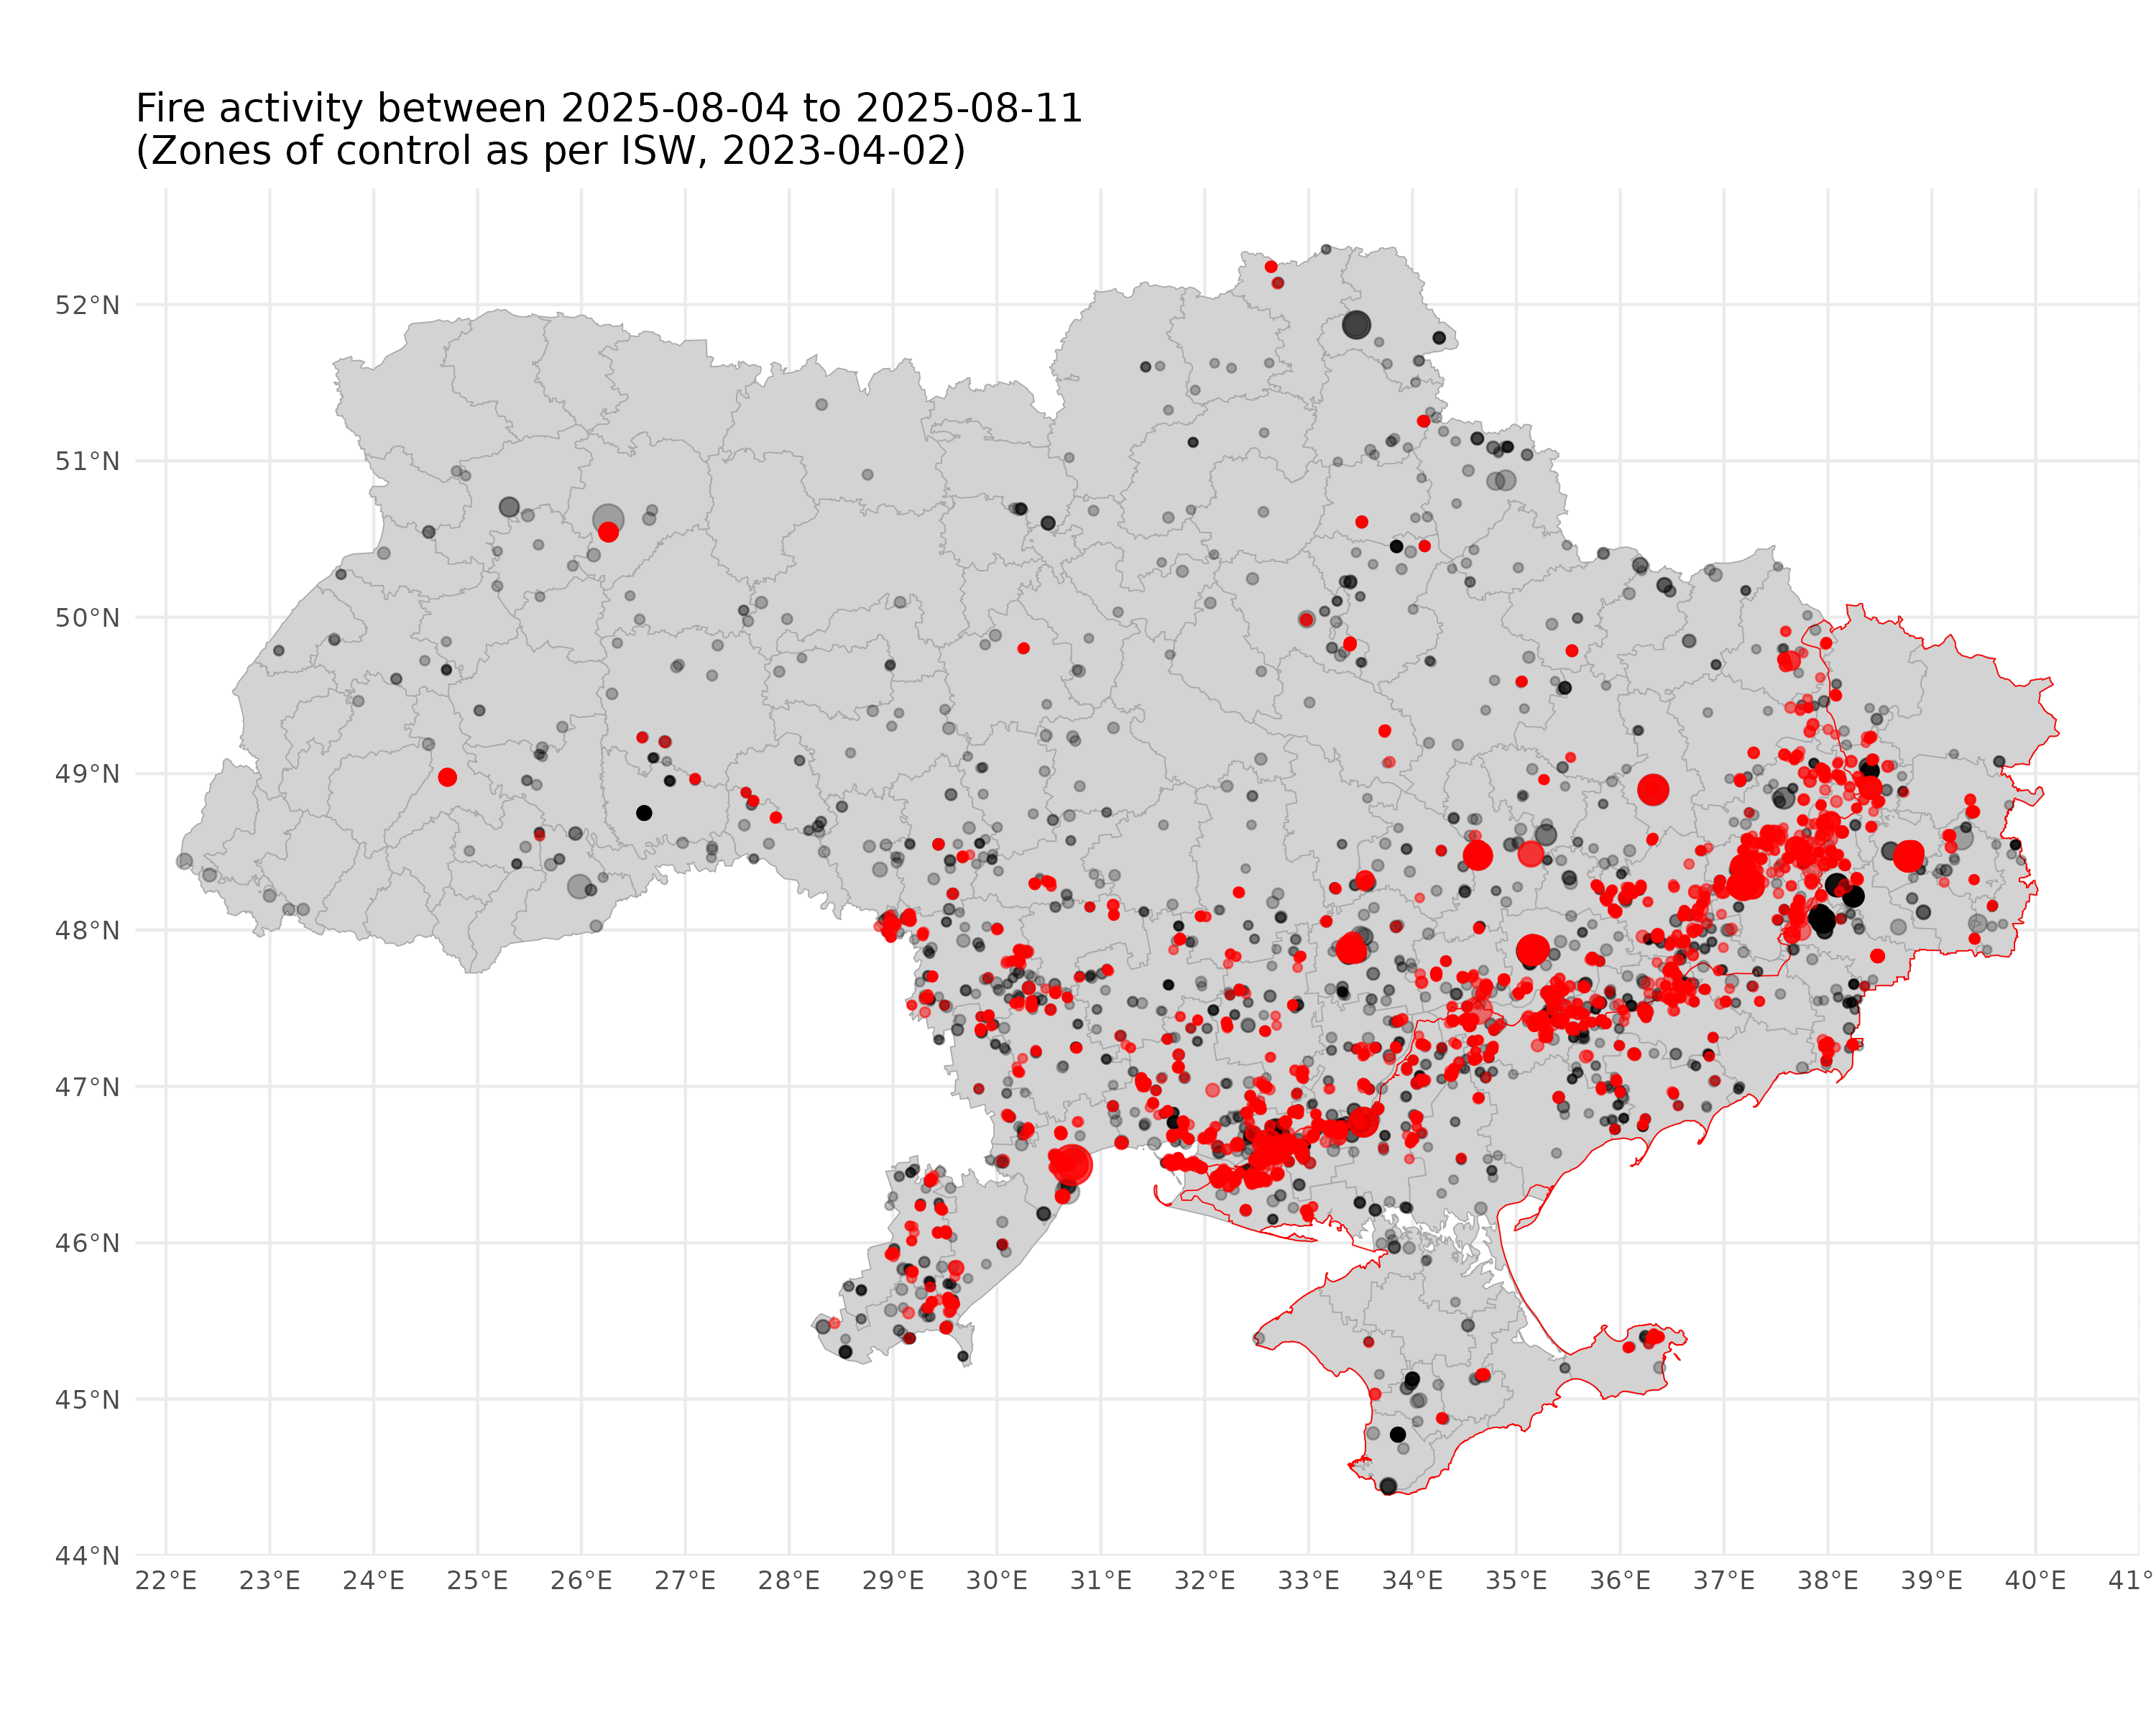 Fire activity between 2025-08-04 to 2025-08-11
(Zones of control as per ISW, 2023-04-02)
52°N
51°N
50°N
49°N
48°N
47°N
46°N
45°N
44°N
22°E 23°E 24°E 25°E 26°E 27°E 28°E 29°E 30°E 31°E 32°E 33°E 34°E 35°E 36°E 37°E 38°E 39°E 40°E 41°